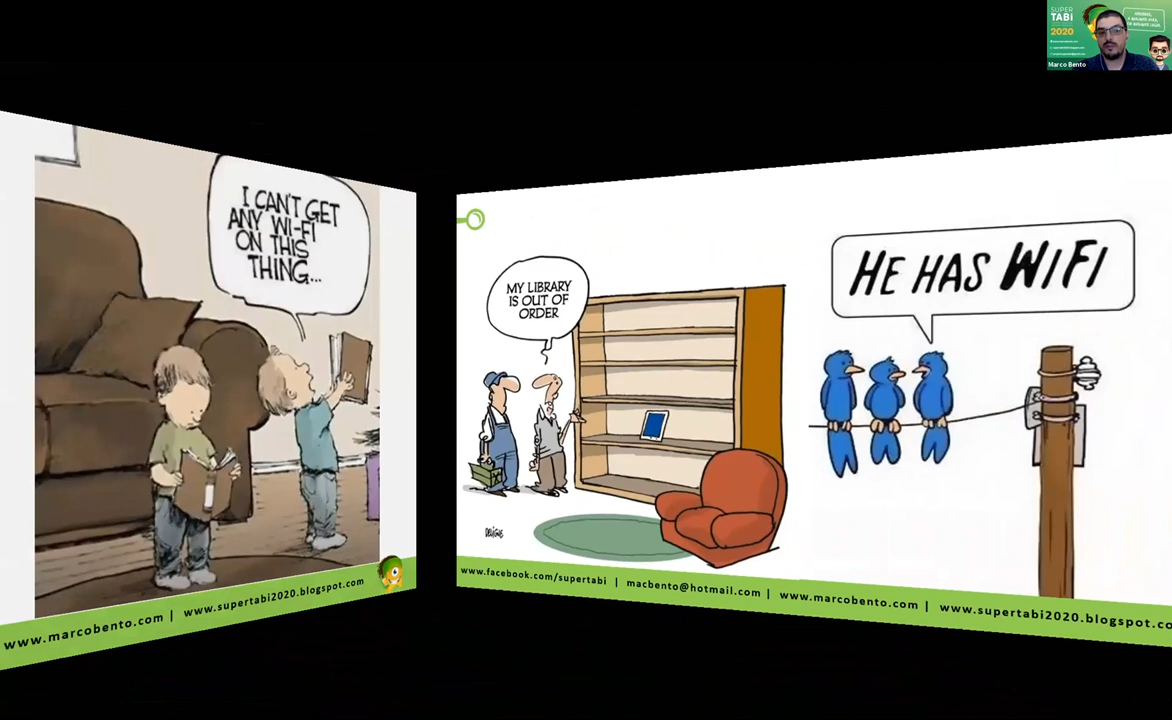 SUPER
TABi
2020
Marco Bento
I CAN'T GET
ANY WI-FI
ON THIS
THING...
www.marcobento.com | www.supertabi2020.blogspot.com
MY LIBRARY
IS OUT OF
ORDER
HE HAS WIFI
www.facebook.com/supertabi | macbento@hotmail.com | www.marcobento.com | www.supertabi2020.blogspot.co